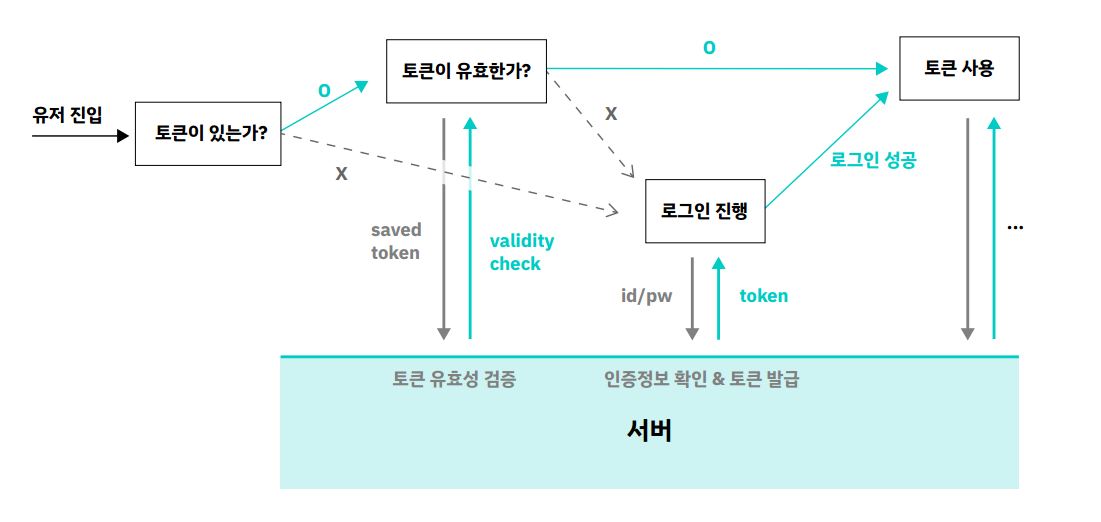 유저 진입
토큰이 있는가?
O
X
토큰이 유효한가?
O
X
토큰 사용
로그인 성공
로그인 진행
saved
token
validity
check
id/pw
token
...
토큰 유효성 검증
인증정보 확인 & 토큰 발급
서버